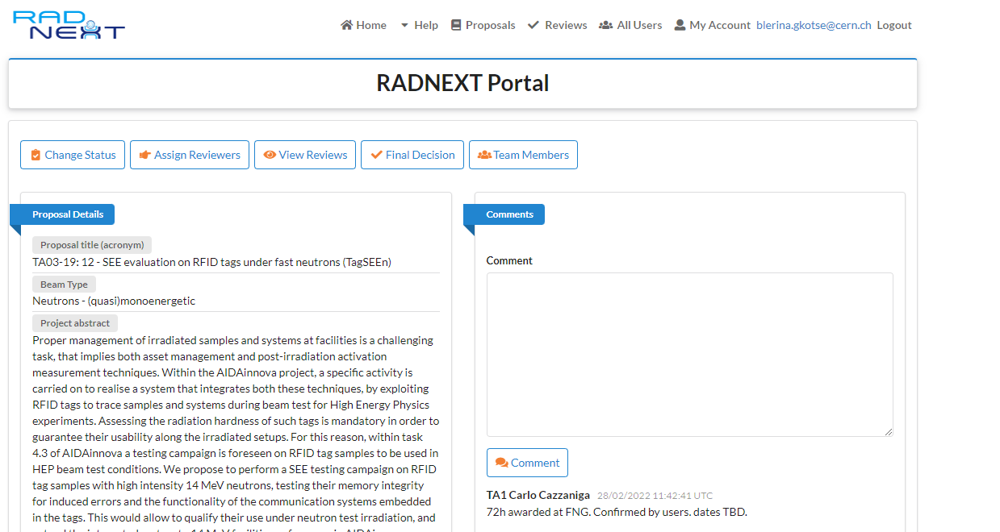 RAD NEXT
Home Help Proposals Reviews All Users My Account blerina.gkotse@cern.ch Logout
RADNEXT Portal
Change Status Assign Reviewers View Reviews Final Decision Team Members
Proposal Details
Proposal title (acronym)
TA03-19: 12 - SEE evaluation on RFID tags under fast neutrons (TagSEEn)
Beam Type
Neutrons - (quasi)monoenergetic
Project abstract
Proper management of irradiated samples and systems at facilities is a challenging
task, that implies both asset management and post-irradiation activation
measurement techniques. Within the AIDAinnova project, a specific activity is
carried on to realise a system that integrates both these techniques, by exploiting
RFID tags to trace samples and systems during beam test for High Energy Physics
experiments. Assessing the radiation hardness of such tags is mandatory in order to
guarantee their usability along the irradiated setups. For this reason, within task
4.3 of AIDAinnova a testing campaign is foreseen on RFID tag samples to be used in
HEP beam test conditions. We propose to perform a SEE testing campaign on RFID
tag samples with high intensity 14 MeV neutrons, testing their memory integrity
for induced errors and the functionality of the communication systems embedded
in the tags. This would allow to qualify their use under neutron test irradiation, and
Comments
Comment
Comment
TA1 Carlo Cazzaniga 28/02/2022 11:42:41 UTC
72h awarded at FNG. Confirmed by users. dates TBD.